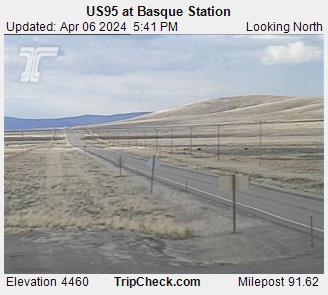 US95 at Basque Station
Updated: Apr 06 2024 5:41 PM Looking North
Elevation 4460 TripCheck.com Milepost 91.62